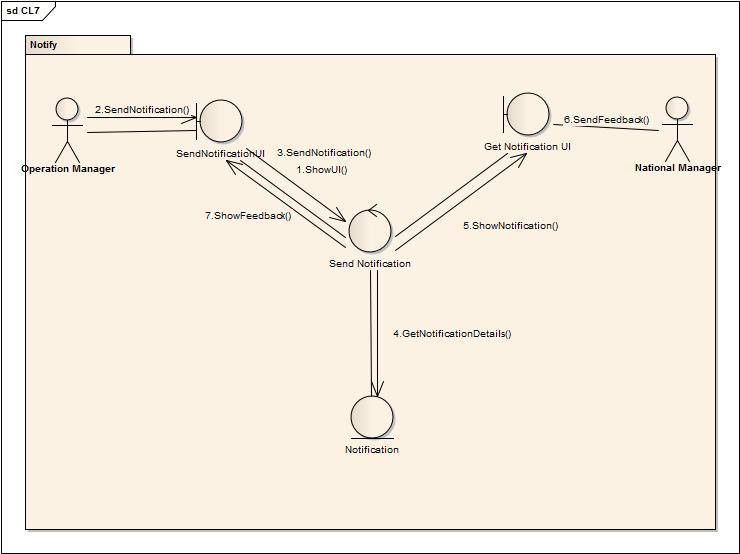 sd CL7
Notify
2.SendNotification()
6.SendFeedback()
SendNotificationUI
3.SendNotification()
Get Notification UI
Operation Manager
1.ShowUI()
National Manager
7.ShowFeedback()
5.ShowNotification()
Send Notification
4.GetNotificationDetails()
Notification